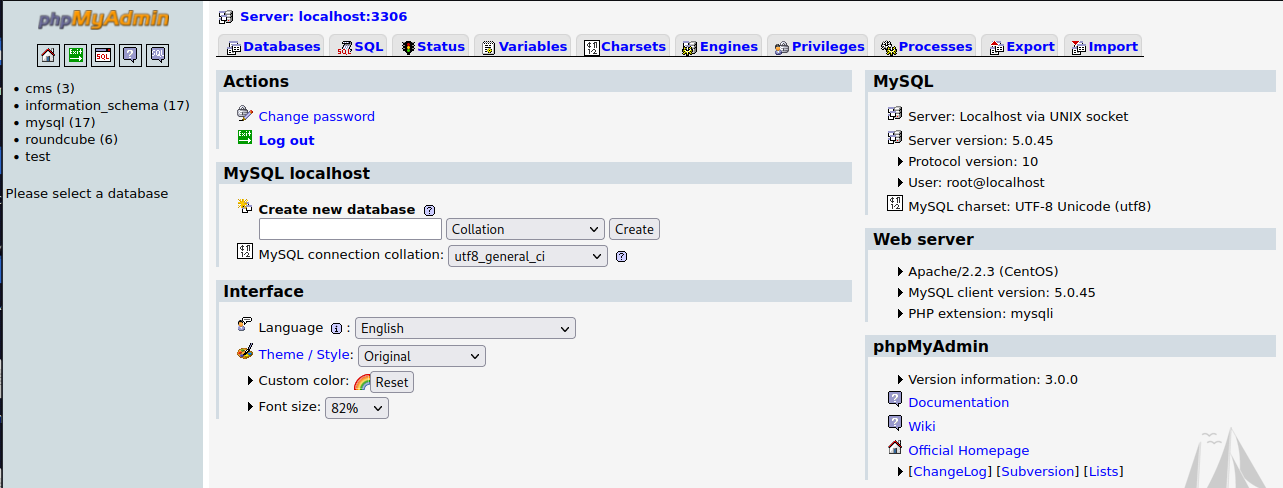 phpMyAdmin
Exit
SQL
SQL
cms (3)
information_schema (17)
mysql (17)
roundcube (6)
test
Please select a database
Server: localhost:3306
Databases SQL Status Variables Charsets Engines Privileges Processes Export Import
Actions
Change password
Log out
MySQL localhost
Create new database
Collation Create
MySQL connection collation: utf8_general_ci
Interface
Language : English
Theme / Style: Original
Custom color: Reset
Font size: 82%
MySQL
Server: Localhost via UNIX socket
Server version: 5.0.45
Protocol version: 10
User: root@localhost
MySQL charset: UTF-8 Unicode (utf8)
Web server
Apache/2.2.3 (CentOS)
MySQL client version: 5.0.45
PHP extension: mysqli
phpMyAdmin
Version information: 3.0.0
Documentation
Wiki
Official Homepage
[ChangeLog] [Subversion] [Lists]